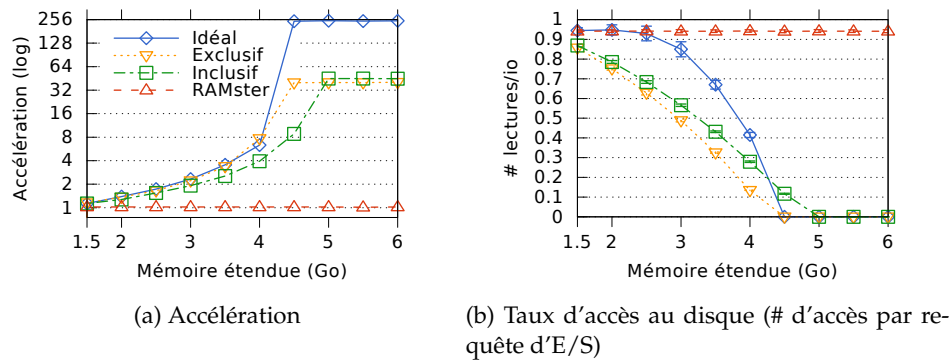 256
128
64
32
16
8
4
2
1
Accélération (log)
Idéal
Exclusif
Inclusif
RAMster
1.5 2 3 4 5 6
Mémoire étendue (Go)
(a) Accélération
1
0.9
0.8
0.7
0.6
0.5
0.4
0.3
0.2
0.1
0
# lectures/io
1.5 2 3 4 5 6
Mémoire étendue (Go)
(b) Taux d'accès au disque (# d'accès par re-
quête d'E/S)